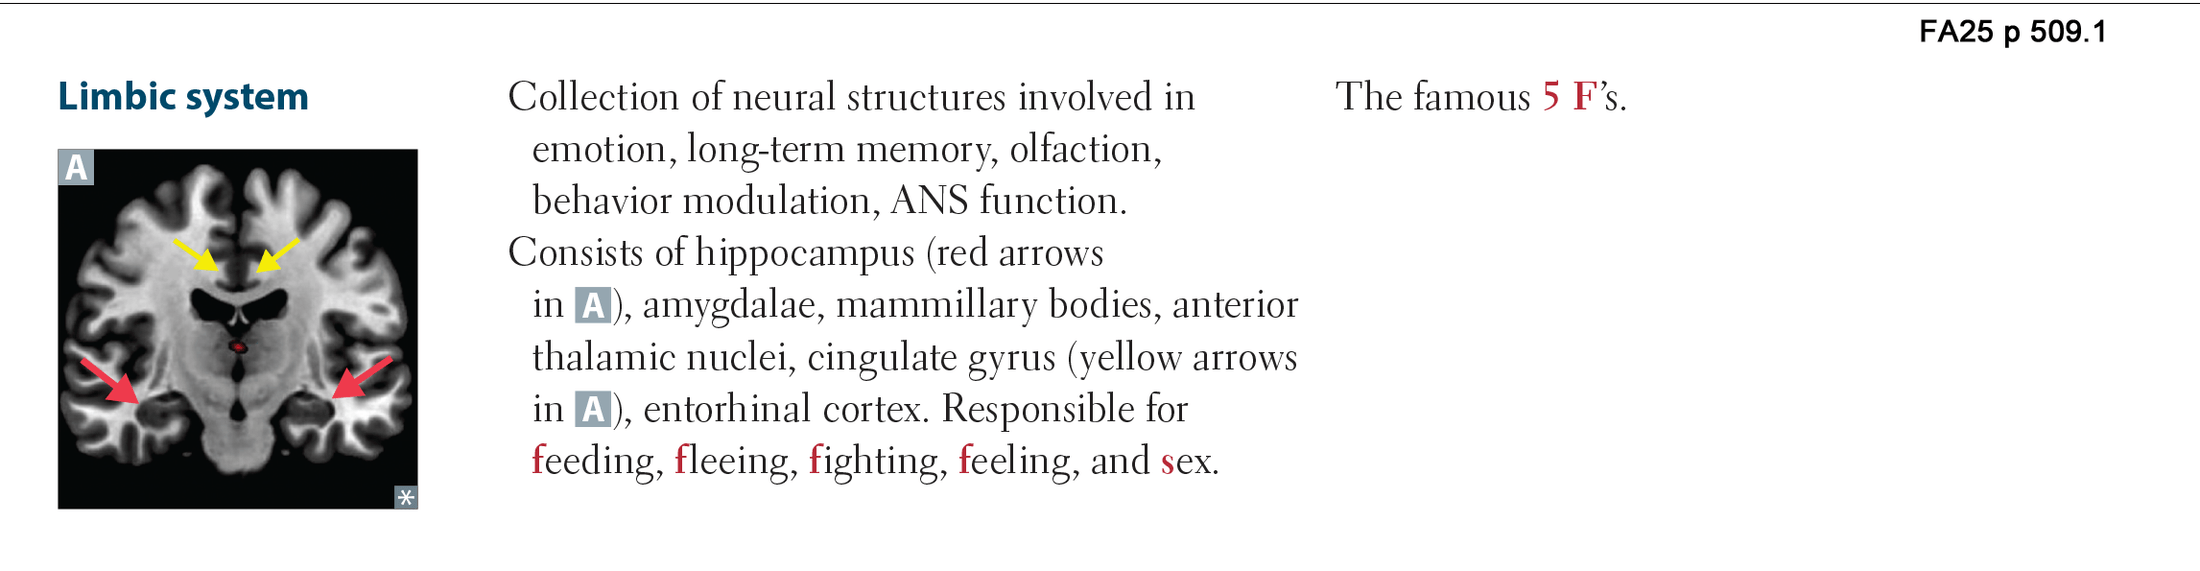 FA25 p 509.1
Limbic system
A
*
Collection of neural structures involved in
emotion, long-term memory, olfaction,
behavior modulation, ANS function.
Consists of hippocampus (red arrows
in A), amygdalae, mammillary bodies, anterior
thalamic nuclei, cingulate gyrus (yellow arrows
in A), entorhinal cortex. Responsible for
feeding, fleeing, fighting, feeling, and sex.
The famous 5 F's.